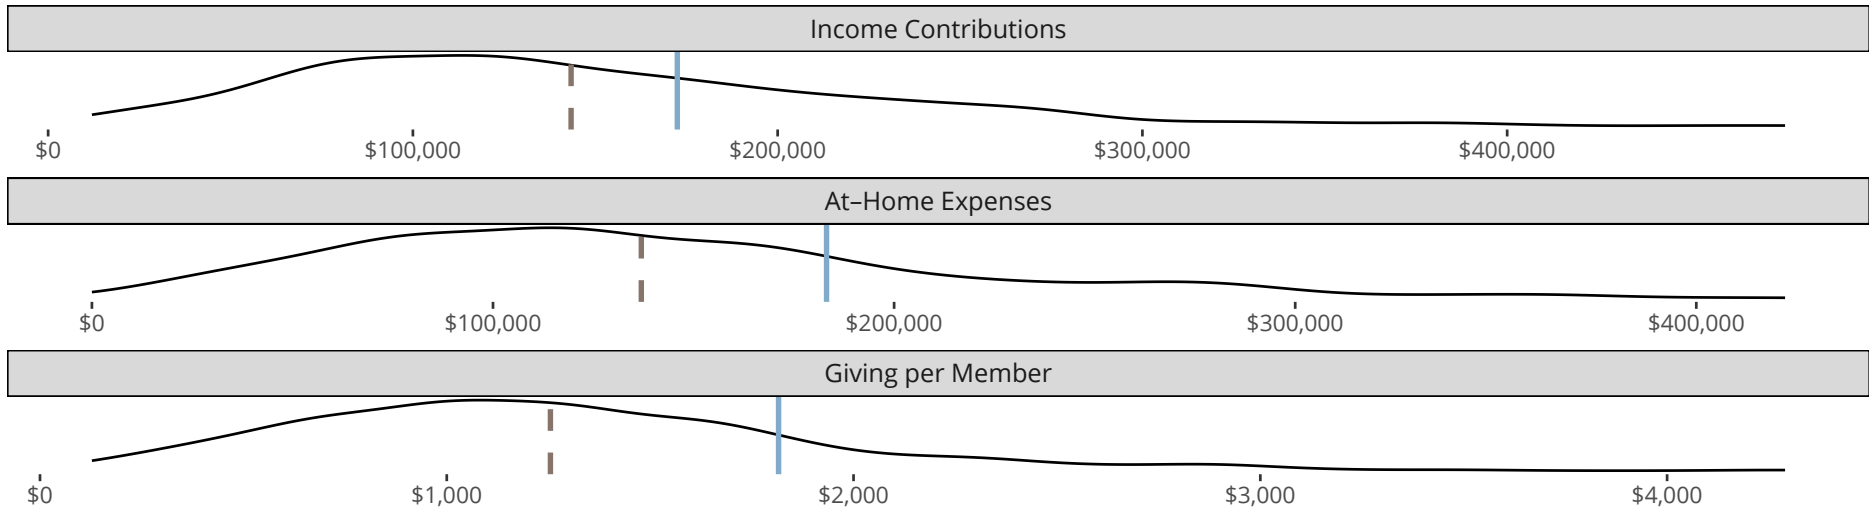 Income Contributions
$0 $100,000 $200,000 $300,000 $400,000
At–Home Expenses
$0 $100,000 $200,000 $300,000 $400,000
Giving per Member
$0 $1,000 $2,000 $3,000 $4,000